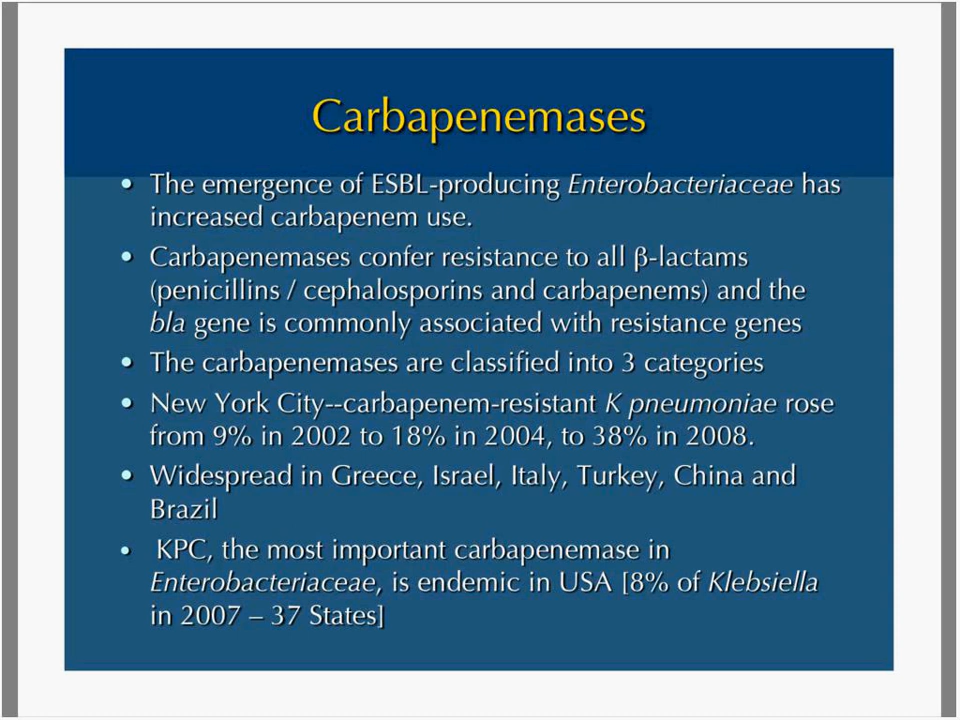 Carbapenemases
• The emergence of ESBL-producing Enterobacteriaceae has
increased carbapenem use.
• Carbapenemases confer resistance to all β-lactams
(penicillins / cephalosporins and carbapenems) and the
bla gene is commonly associated with resistance genes
• The carbapenemases are classified into 3 categories
• New York City--carbapenem-resistant K pneumoniae rose
from 9% in 2002 to 18% in 2004, to 38% in 2008.
• Widespread in Greece, Israel, Italy, Turkey, China and
Brazil
• KPC, the most important carbapenemase in
Enterobacteriaceae, is endemic in USA [8% of Klebsiella
in 2007 – 37 States]